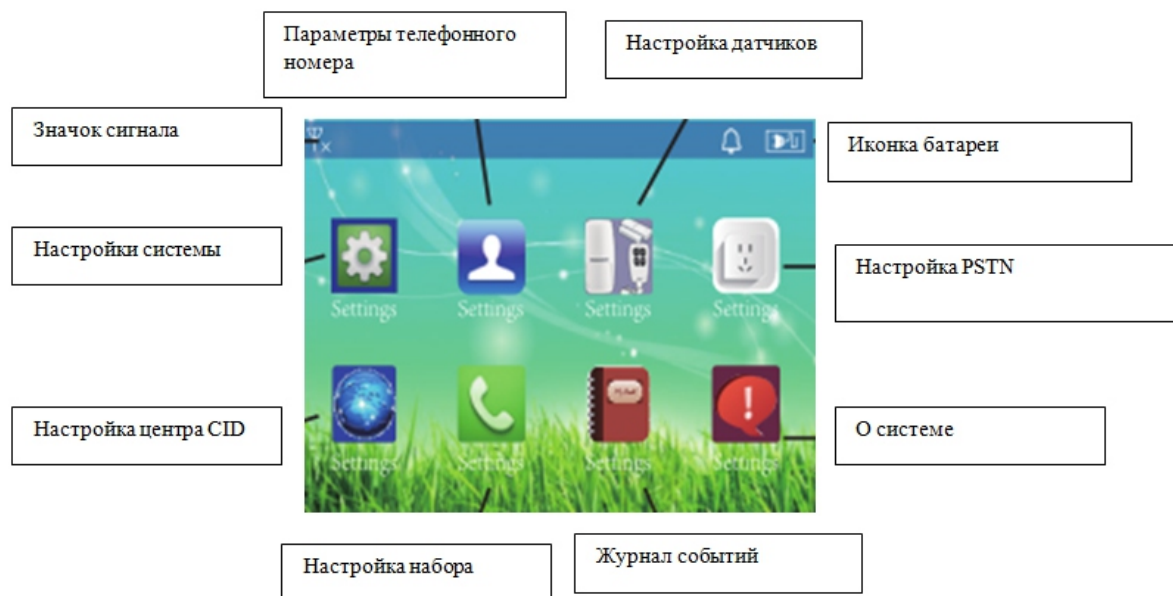 Параметры телефонного
номера
Настройка датчиков
Значок сигнала
Иконка батареи
Настройки системы
Настройка PSTN
Settings
Settings
Settings
Settings
Настройка центра CID
О системе
Settings
Settings
Settings
Settings
Настройка набора
Журнал событий